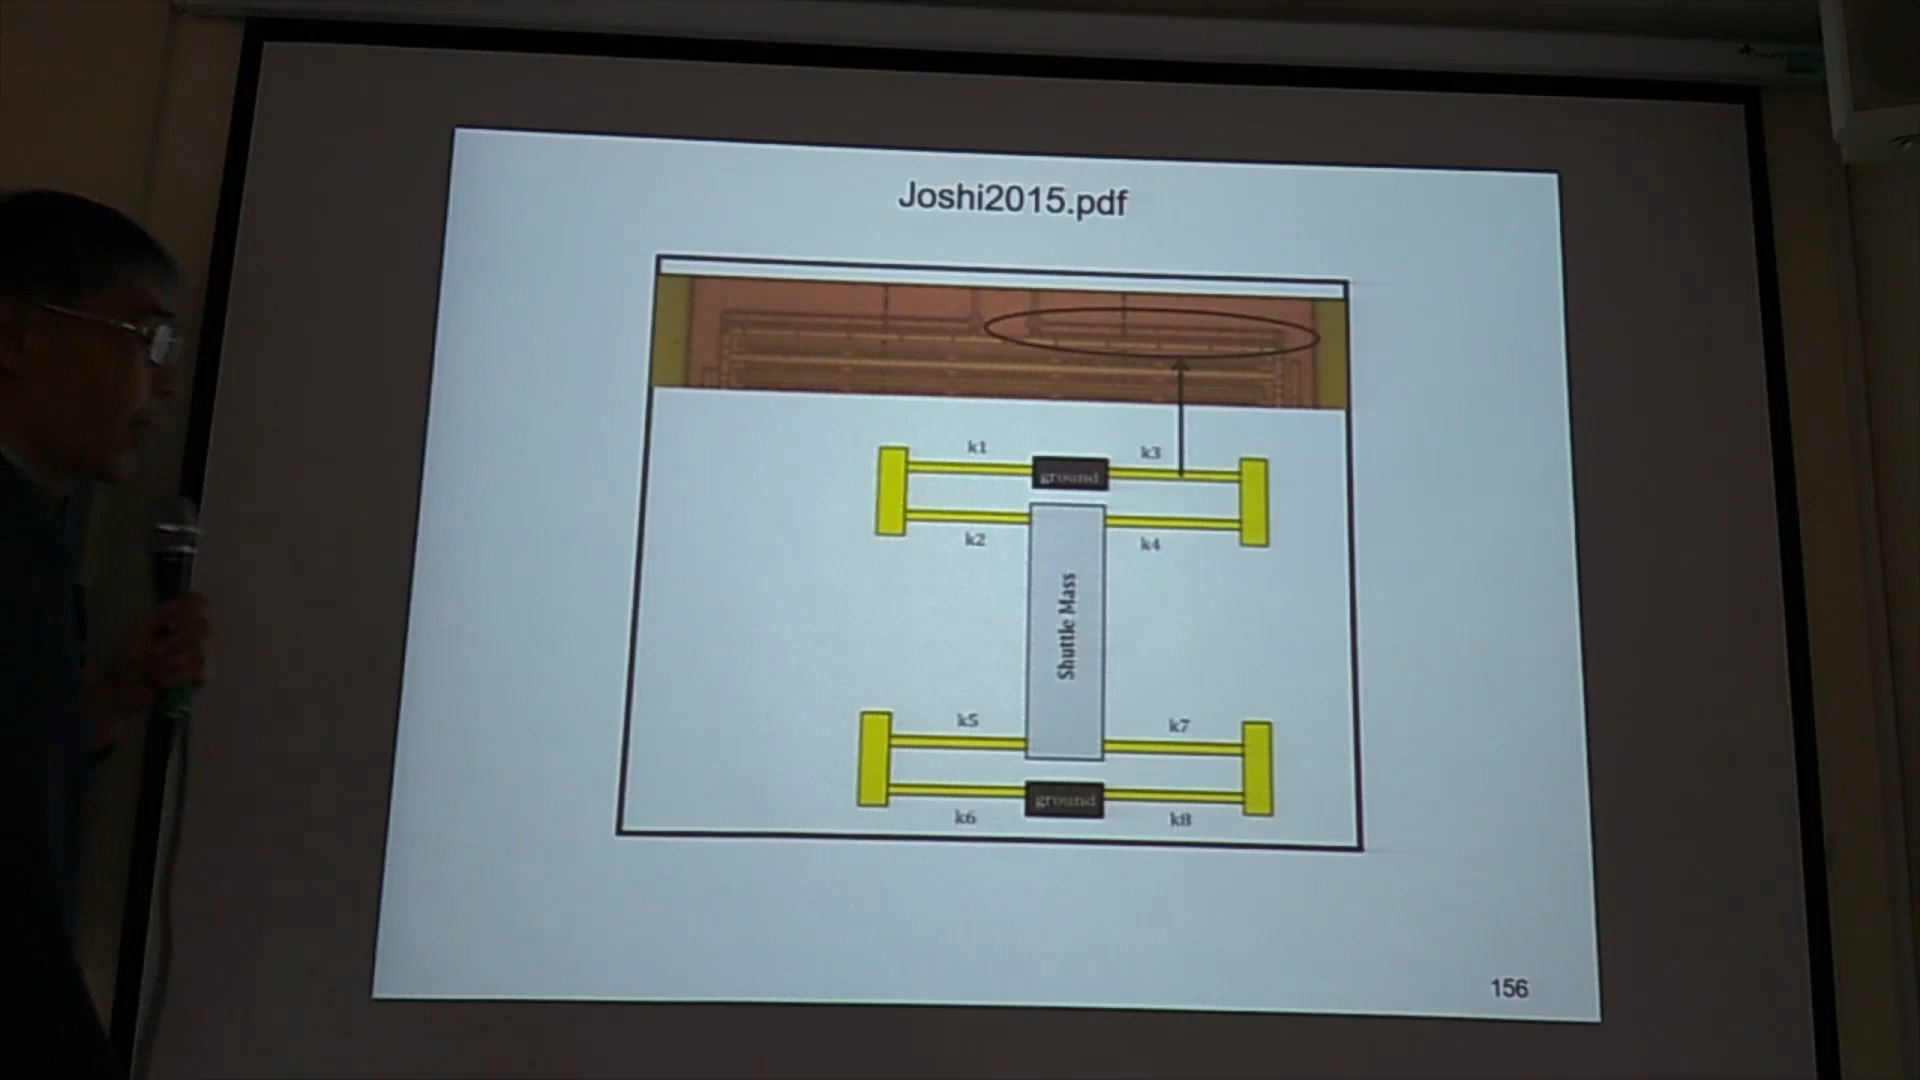 Joshi2015.pdf
k1
k3
ground
k2
k4
Shuttle Mass
k5
k7
ground
k6
k8
156